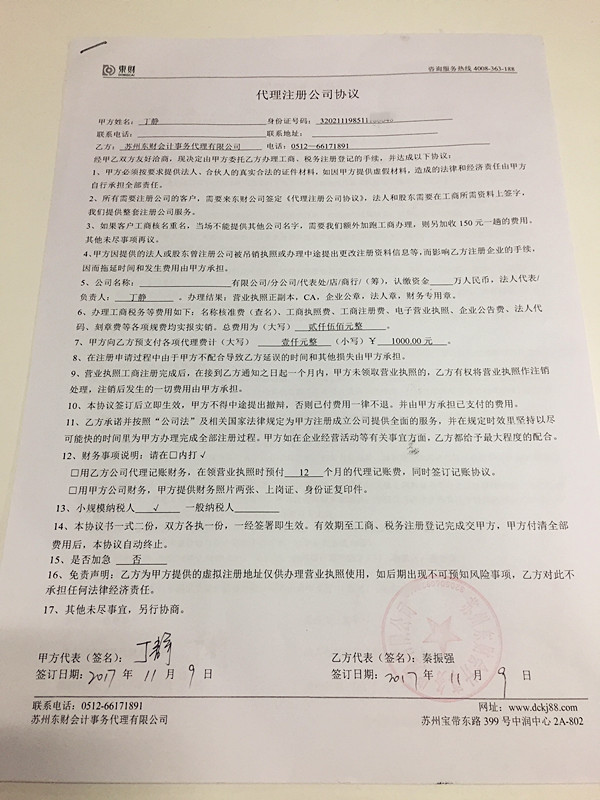 東财
DONGCAI
咨询服务热线 4008-363-188
代理注册公司协议
甲方姓名： 丁静 身份证号码：32021119851
联系电话： 联系地址：
乙方： 苏州东财会计事务代理有限公司 电话：0512—66171891
经甲乙双方友好洽商，现决定由甲方委托乙方办理工商、税务注册登记的手续，并达成以下协议：
1、甲方必须按要求提供法人、合伙人的真实合法的证件材料，如因甲方提供虚假材料，造成的法律和经济责任由甲方
自行承担全部责任。
2、所有需要注册公司的客户，需要来东财公司签定《代理注册公司协议》，法人和股东需要在工商所需资料上签字，
我们提供整套注册公司服务。
3、如果客户工商核名重名，当场不能提供其他公司名字，需要我们额外加跑工商办理，则另加收 150 元一趟的费用。
其他未尽事项再议。
4、甲方因提供的法人或股东曾注册公司被吊销执照或办理中途提出更改注册资料信息等，而影响乙方注册企业的手续，
因而拖延时间和发生费用由甲方承担。
5、公司名称： 有限公司/分公司/代表处/店/商行/（筹），认缴资金 万人民币，法人代表/
负责人： 丁静 。办理结果：营业执照正副本，CA，企业公章，法人章，财务专用章。
6、办理工商税务等费用如下：名称核准费（查名）、工商执照费、工商注册费、电子营业执照、企业公告费、法人代
码、刻章费等各项规费均实报实销。总费用为（大写） 贰仟伍佰元整
7、甲方向乙方预支付各项代理费计（大写） 壹仟元整 （小写）￥ 1000.00 元 。
8、在注册申请过程中由于甲方不配合导致乙方延误的时间和其他损失由甲方承担。
9、营业执照工商注册完成后，在接到乙方通知之日起一个月内，甲方未领取营业执照的，乙方有权将营业执照作注销
处理，注销后发生的一切费用由甲方承担。
10、本协议签订后立即生效，甲方不得中途提出撤辩，否则已付费用一律不退。并由甲方承担已支付的费用。
11、乙方承诺并按照“公司法”及相关国家法律规定为甲方注册成立公司提供全面的服务，并在规定时效里坚持以尽
可能快的时间里为甲方办理完成全部注册过程。甲方如在企业经营活动等有关事宜方面，乙方都给予最大程度的配合。
12、财务事项说明：请在□内打√
□用乙方公司代理记账财务，在领营业执照时预付 12 个月的代理记账费，同时签订记账协议。
□用甲方公司财务，甲方提供财务照片两张、上岗证、身份证复印件。
13、小规模纳税人 √ 一般纳税人
14、本协议书一式二份，双方各执一份，一经签署即生效。有效期至工商、税务注册登记完成交甲方，甲方付清全部
费用后，本协议自动终止。
15、是否加急 否
16、免责声明：乙方为甲方提供的虚拟注册地址仅供办理营业执照使用，如后期出现不可预知风险事项，乙方对此不
承担任何法律经济责任。
17、其他未尽事宜，另行协商。
甲方代表（签名）：丁静 乙方代表（签名）：秦振强
签订日期：2017 年 11 月 9 日 签订日期：2017 年 11 月 9 日
联系电话：0512-66171891 网址：www.dckj88.com
苏州东财会计事务代理有限公司 苏州宝带东路 399 号中润中心 2A-802